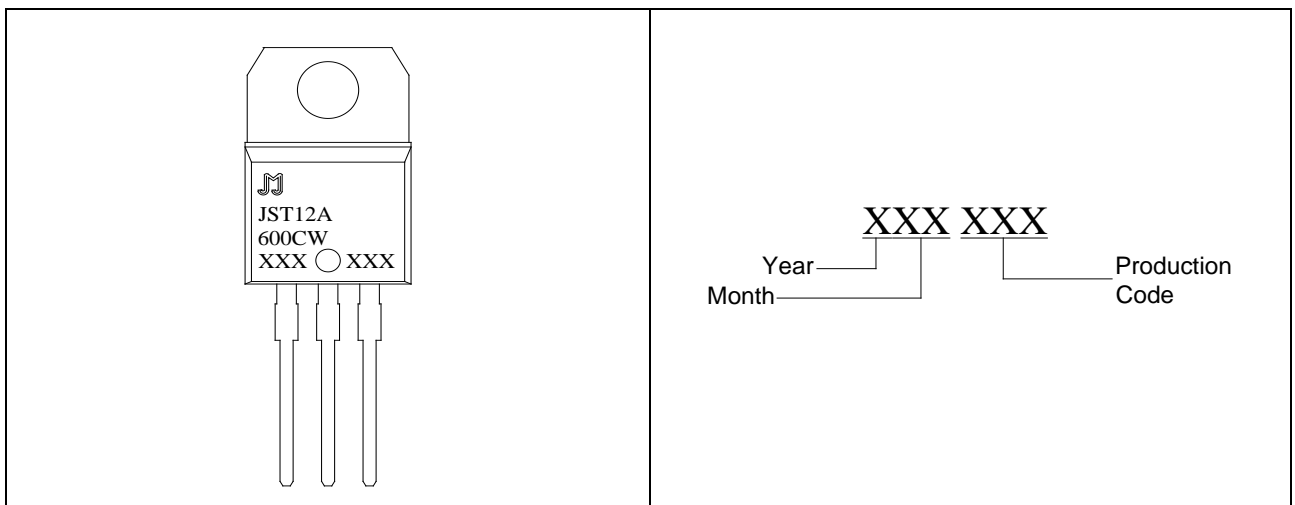 JST12A
600CW
XXX XXX
XXX XXX
Year
Month
Production
Code